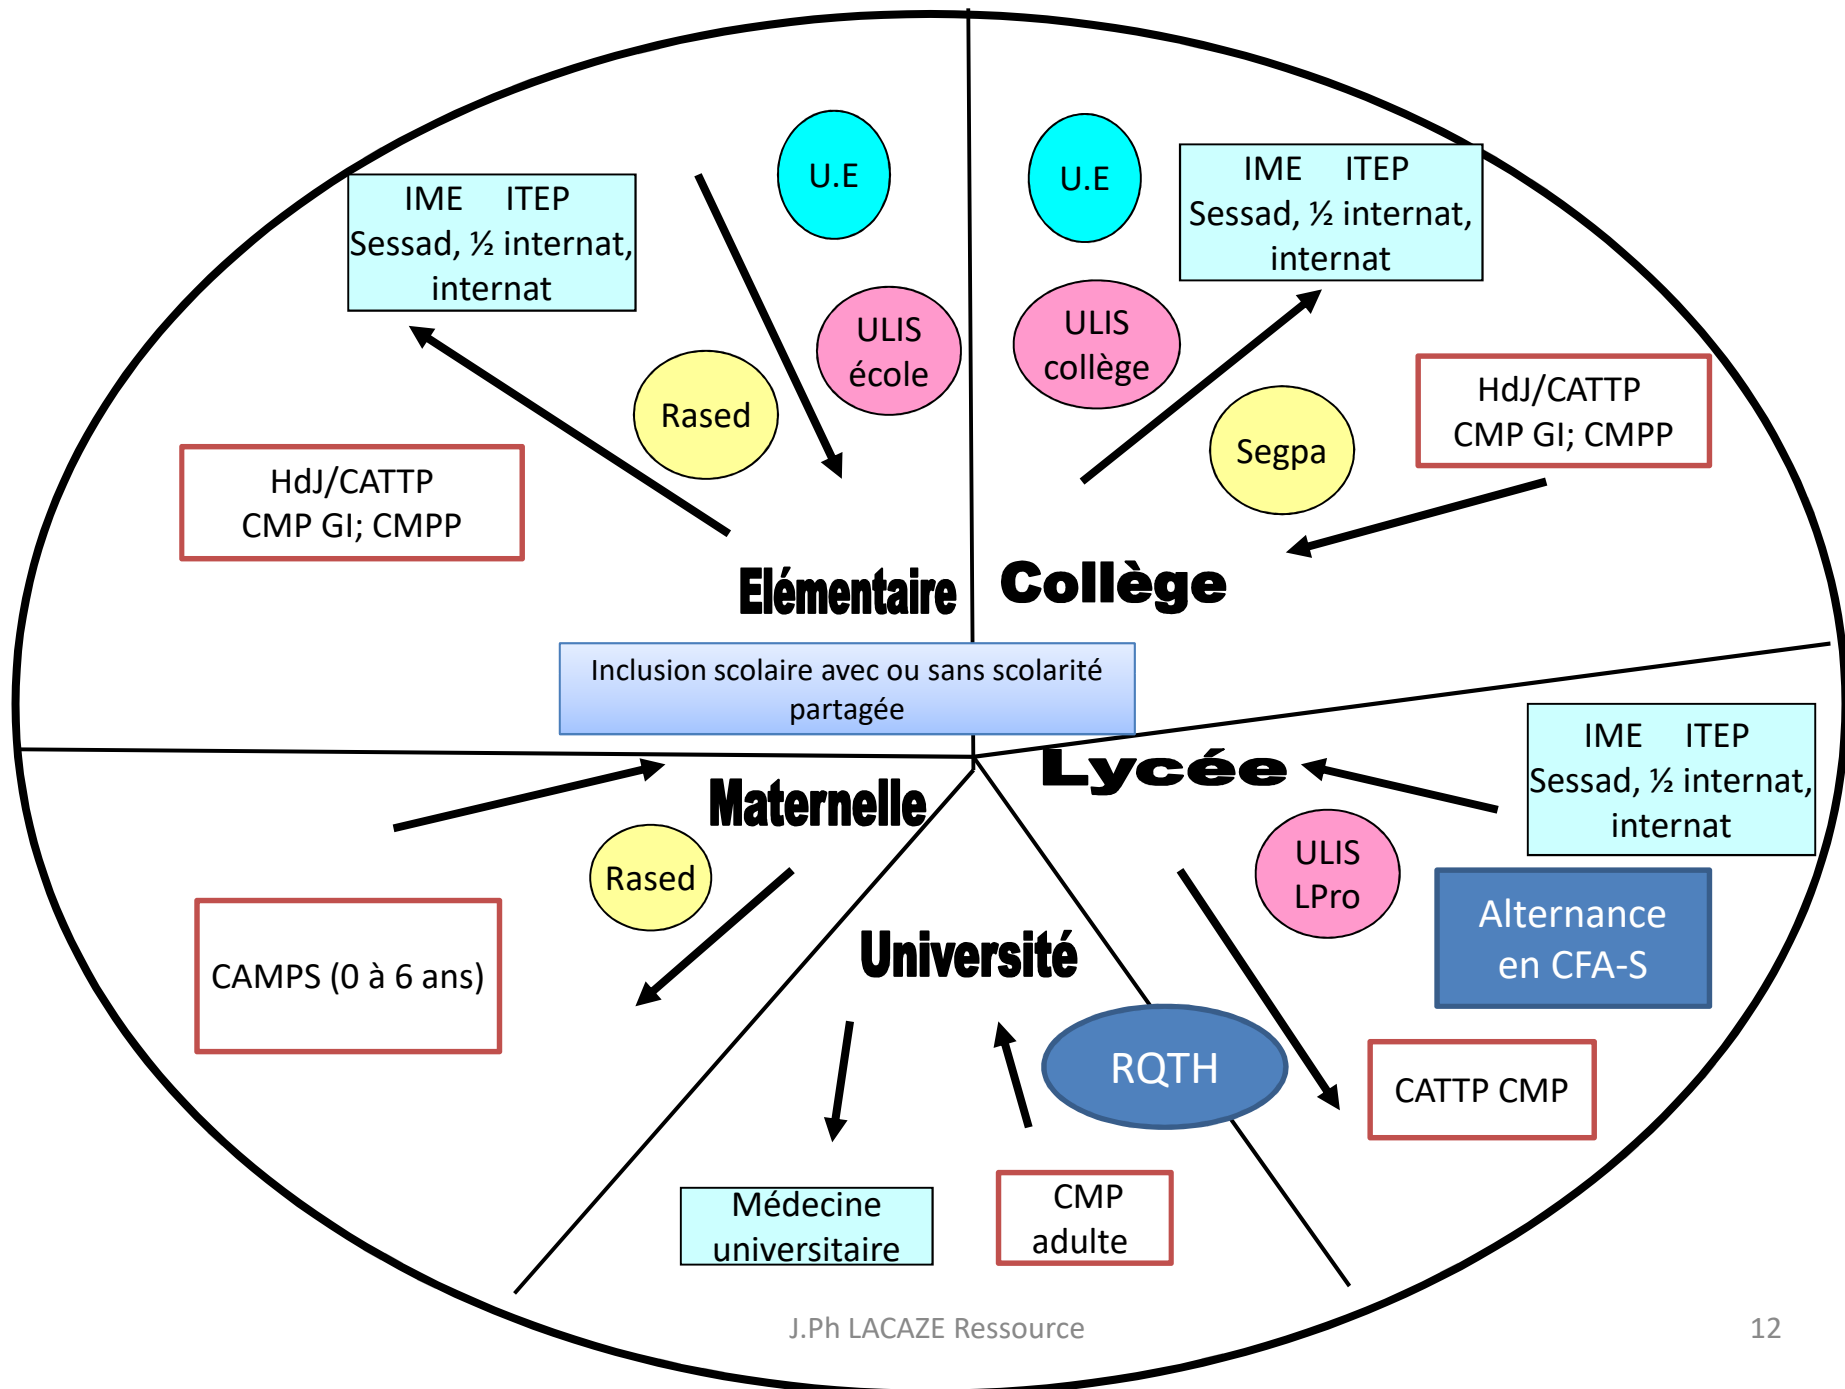 U.E
IME ITEP
Sessad, ½ internat,
internat
ULIS
école
Rased
HdJ/CATTP
CMP GI; CMPP
Elémentaire
U.E
IME ITEP
Sessad, ½ internat,
internat
ULIS
collège
Segpa
HdJ/CATTP
CMP GI; CMPP
Collège
Inclusion scolaire avec ou sans scolarité
partagée
Maternelle
Rased
CAMPS (0 à 6 ans)
Lycée
IME ITEP
Sessad, ½ internat,
internat
ULIS
LPro
Alternance
en CFA-S
CATTP CMP
Université
RQTH
Médecine
universitaire
CMP
adulte
J.Ph LACAZE Ressource
12